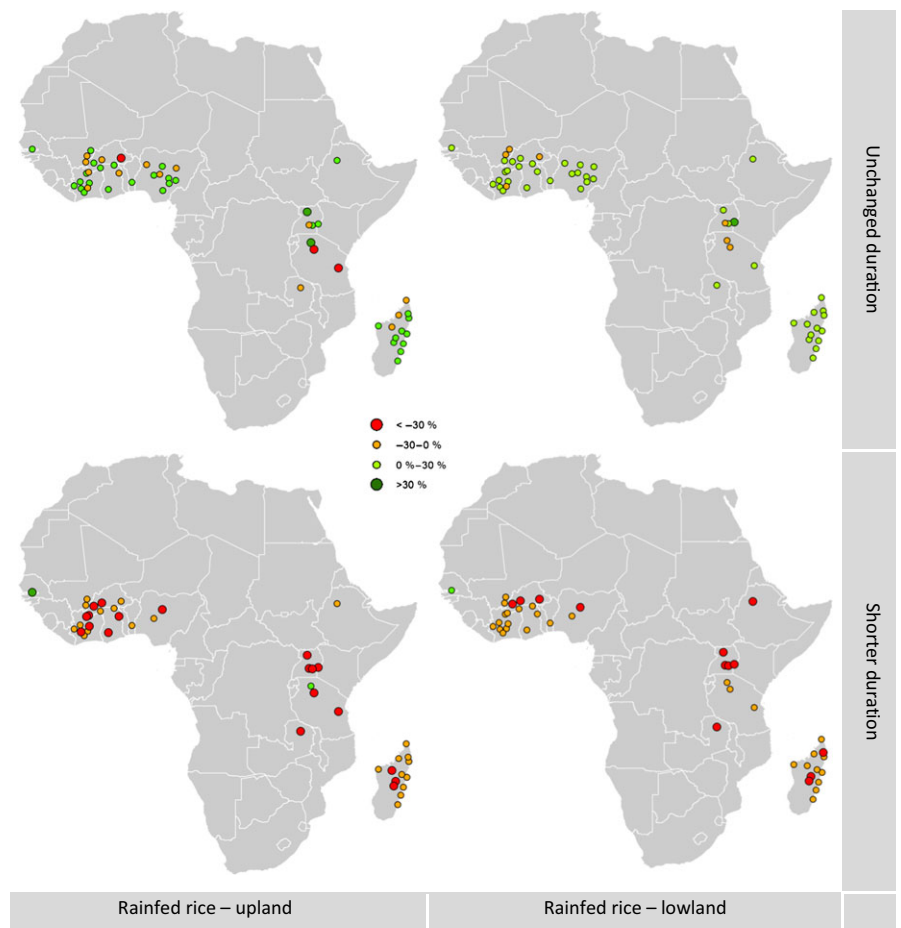 Unchanged duration
< −30 %
−30−0 %
0 %−30 %
>30 %
Shorter duration
Rainfed rice – upland
Rainfed rice – lowland